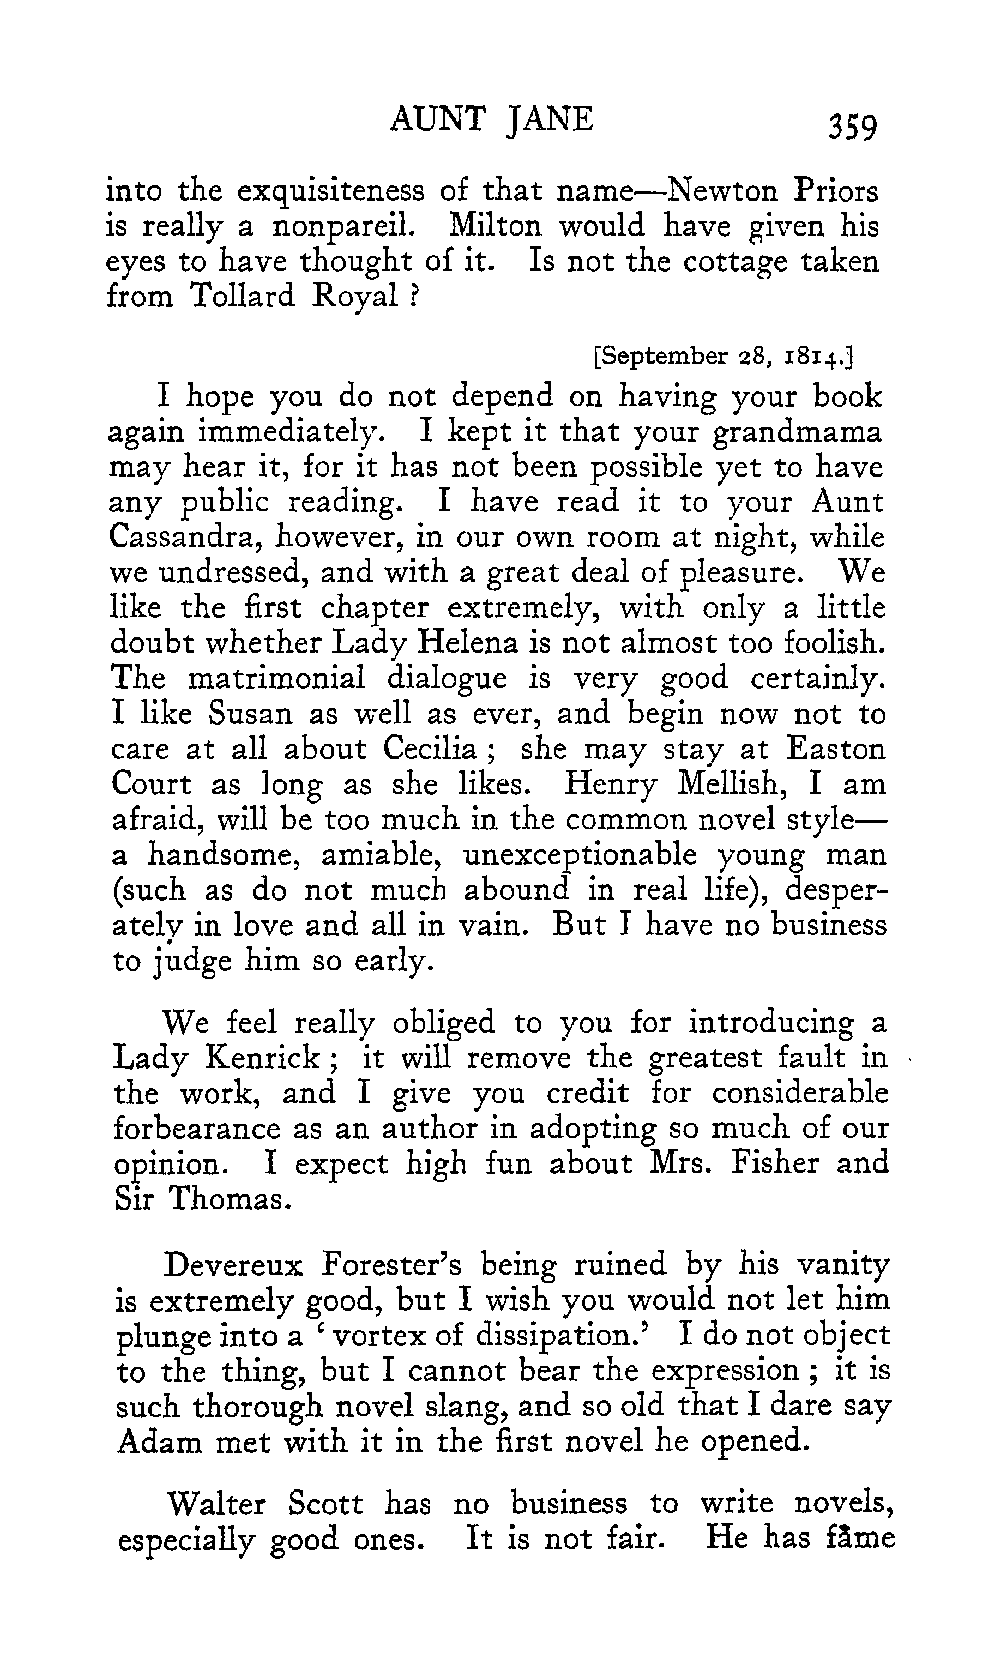 AUNT JANE 359
into the exquisiteness of that name—Newton Priors
is really a nonpareil. Milton would have given his
eyes to have thought of it. Is not the cottage taken
from Tollard Royal ?
[September 28, 1814.]
I hope you do not depend on having your book
again immediately. I kept it that your grandmama
may hear it, for it has not been possible yet to have
any public reading. I have read it to your Aunt
Cassandra, however, in our own room at night, while
we undressed, and with a great deal of pleasure. We
like the first chapter extremely, with only a little
doubt whether Lady Helena is not almost too foolish.
The matrimonial dialogue is very good certainly.
I like Susan as well as ever, and begin now not to
care at all about Cecilia ; she may stay at Easton
Court as long as she likes. Henry Mellish, I am
afraid, will be too much in the common novel style—
a handsome, amiable, unexceptionable young man
(such as do not much abound in real life), desper-
ately in love and all in vain. But I have no business
to judge him so early.
We feel really obliged to you for introducing a
Lady Kenrick ; it will remove the greatest fault in
the work, and I give you credit for considerable
forbearance as an author in adopting so much of our
opinion. I expect high fun about Mrs. Fisher and
Sir Thomas.
Devereux Forester's being ruined by his vanity
is extremely good, but I wish you would not let him
plunge into a ‘ vortex of dissipation.’ I do not object
to the thing, but I cannot bear the expression ; it is
such thorough novel slang, and so old that I dare say
Adam met with it in the first novel he opened.
Walter Scott has no business to write novels,
especially good ones. It is not fair. He has fame